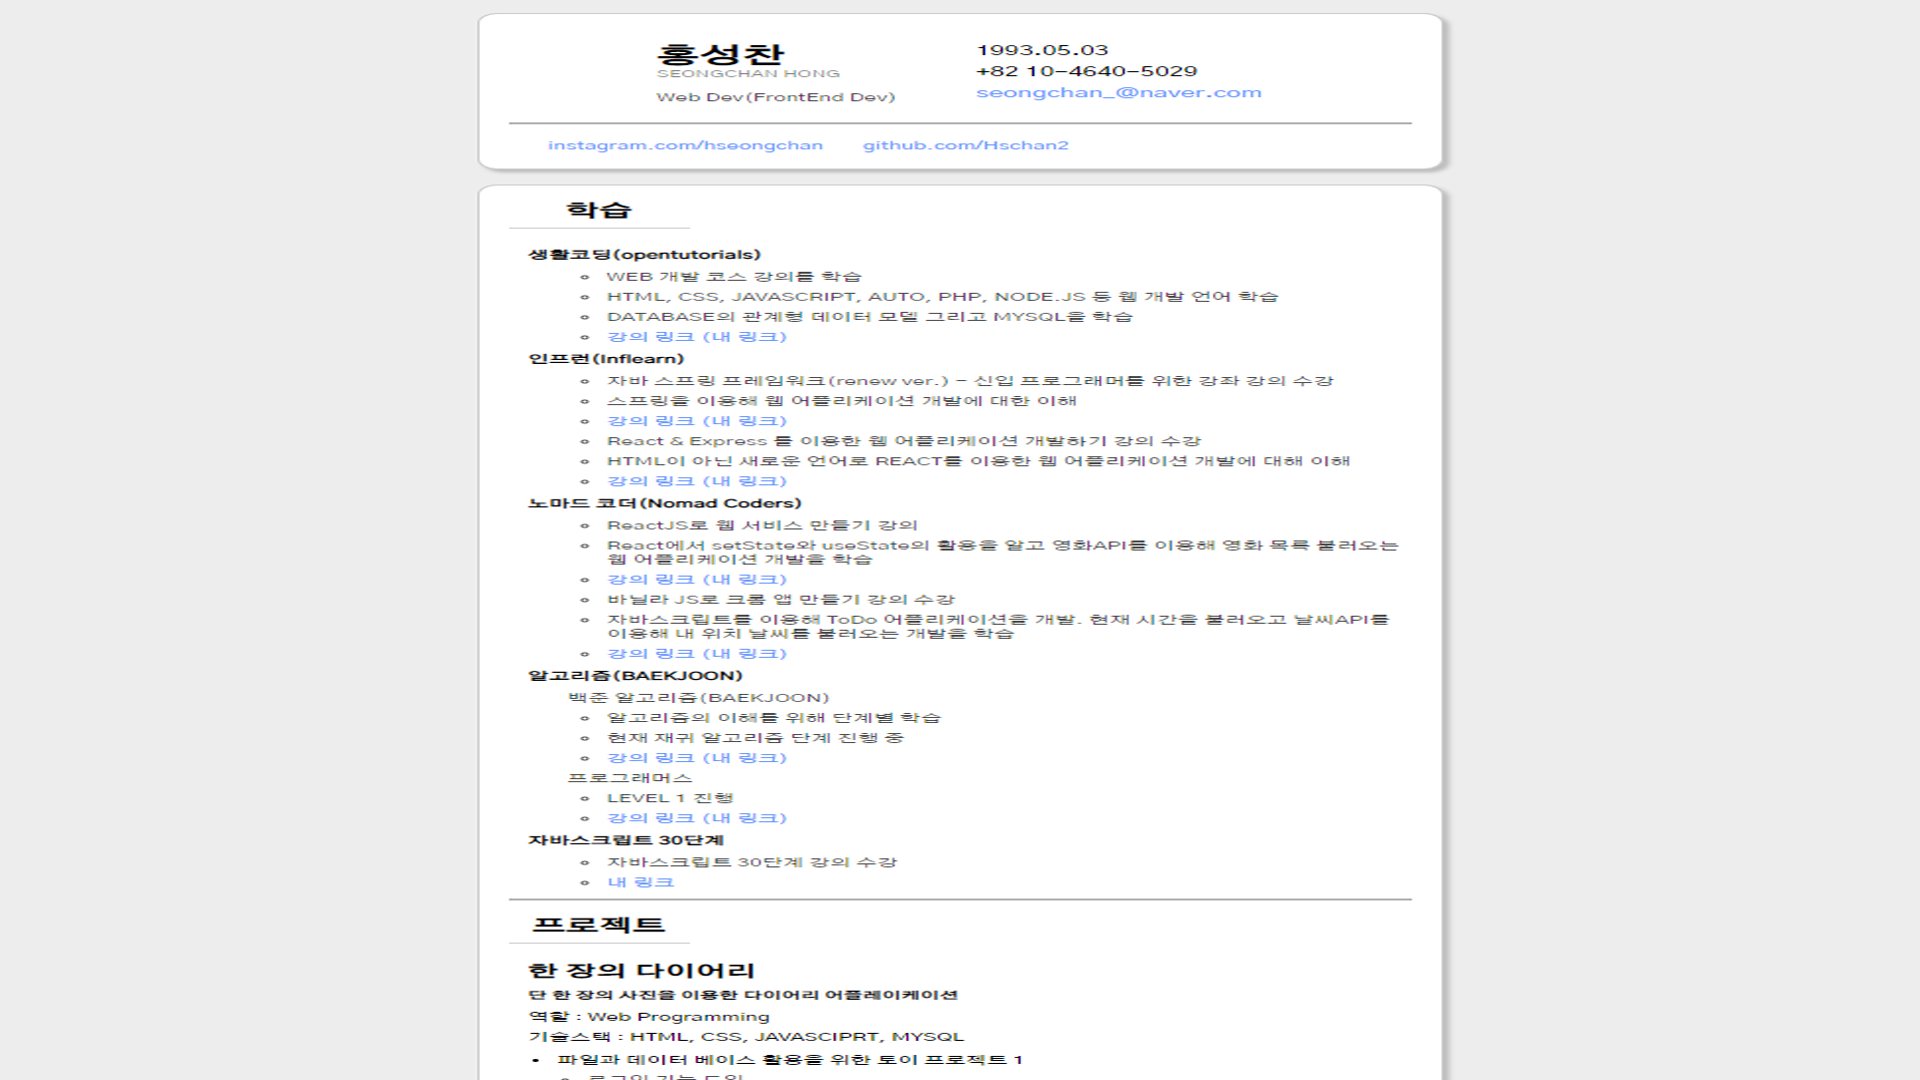 홍성찬
SEONGCHAN HONG
Web Dev(FrontEnd Dev)
1993.05.03
+82 10-4640-5029
seongchan_@naver.com
instagram.com/hseongchan
github.com/Hschan2
학습
생활코딩(opentutorials)
WEB 개발 코스 강의를 학습
HTML, CSS, JAVASCRIPT, AUTO, PHP, NODE.JS 등 웹 개발 언어 학습
DATABASE의 관계형 데이터 모델 그리고 MYSQL을 학습
강의 링크 (내 링크)
인프런(Inflearn)
자바 스프링 프레임워크(renew ver.) - 신입 프로그래머를 위한 강좌 강의 수강
스프링을 이용해 웹 어플리케이션 개발에 대한 이해
강의 링크 (내 링크)
React & Express 를 이용한 웹 어플리케이션 개발하기 강의 수강
HTML이 아닌 새로운 언어로 REACT를 이용한 웹 어플리케이션 개발에 대해 이해
강의 링크 (내 링크)
노마드 코더(Nomad Coders)
ReactJS로 웹 서비스 만들기 강의
React에서 setState와 useState의 활용을 알고 영화API를 이용해 영화 목록 불러오는
웹 어플리케이션 개발을 학습
강의 링크 (내 링크)
바닐라 JS로 크롬 앱 만들기 강의 수강
자바스크립트를 이용해 ToDo 어플리케이션을 개발. 현재 시간을 불러오고 날씨API를
이용해 내 위치 날씨를 불러오는 개발을 학습
강의 링크 (내 링크)
알고리즘(BAEKJOON)
백준 알고리즘(BAEKJOON)
알고리즘의 이해를 위해 단계별 학습
현재 재귀 알고리즘 단계 진행 중
강의 링크 (내 링크)
프로그래머스
LEVEL 1 진행
강의 링크 (내 링크)
자바스크립트 30단계
자바스크립트 30단계 강의 수강
내 링크
프로젝트
한 장의 다이어리
단 한 장의 사진을 이용한 다이어리 어플레이케이션
역할 : Web Programming
기술스택 : HTML, CSS, JAVASCIPRT, MYSQL
파일과 데이터 베이스 활용을 위한 토이 프로젝트 1